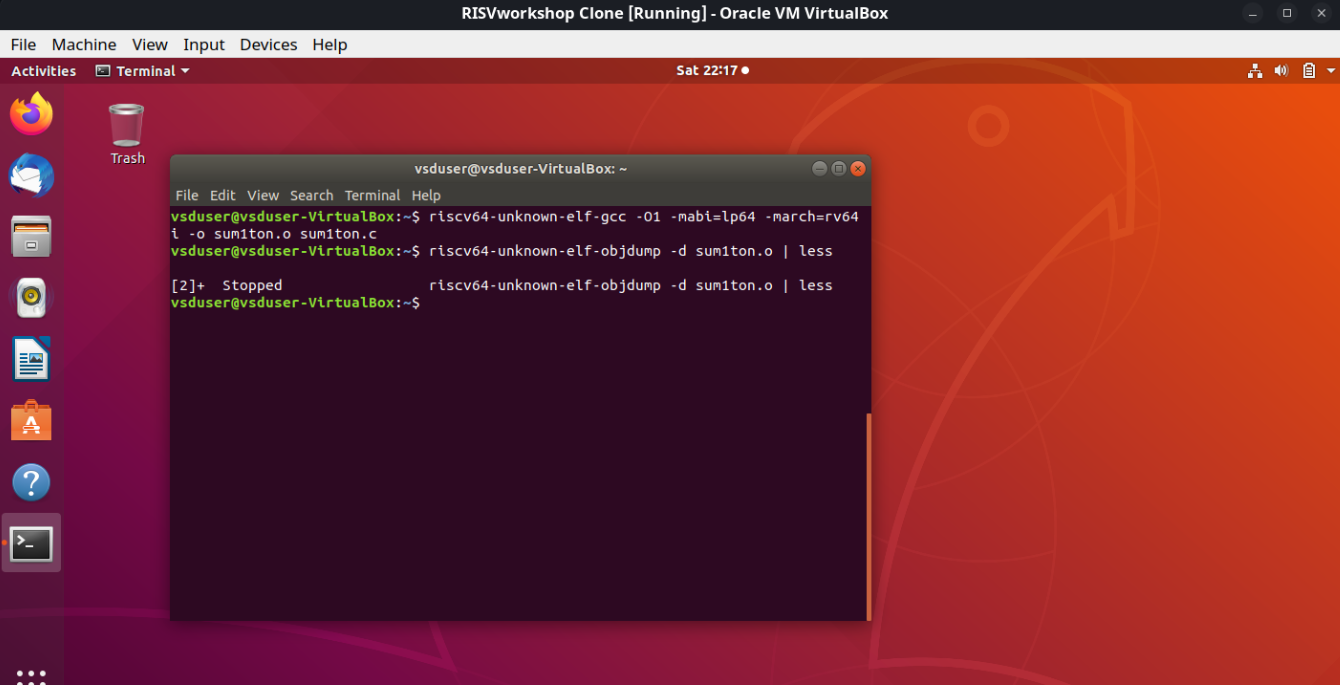 RISVworkshop Clone [Running] - Oracle VM VirtualBox
File Machine View Input Devices Help
Activities Terminal Sat 22:17
Trash
vsduser@vsduser-VirtualBox: ~
File Edit View Search Terminal Help
vsduser@vsduser-VirtualBox:~$ riscv64-unknown-elf-gcc -O1 -mabi=lp64 -march=rv64
i -o sum1ton.o sum1ton.c
vsduser@vsduser-VirtualBox:~$ riscv64-unknown-elf-objdump -d sum1ton.o | less
[2]+  Stopped                 riscv64-unknown-elf-objdump -d sum1ton.o | less
vsduser@vsduser-VirtualBox:~$